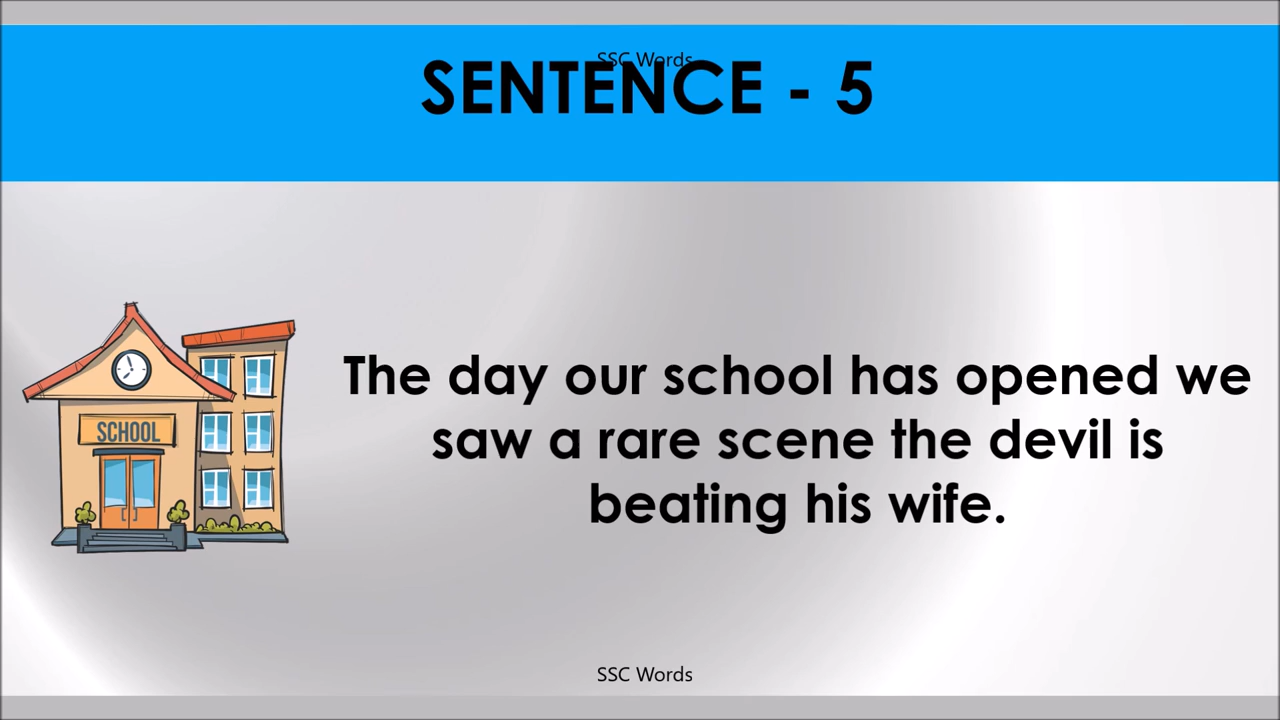 SSC Words
SENTENCE - 5
SCHOOL
The day our school has opened we
saw a rare scene the devil is
beating his wife.
SSC Words